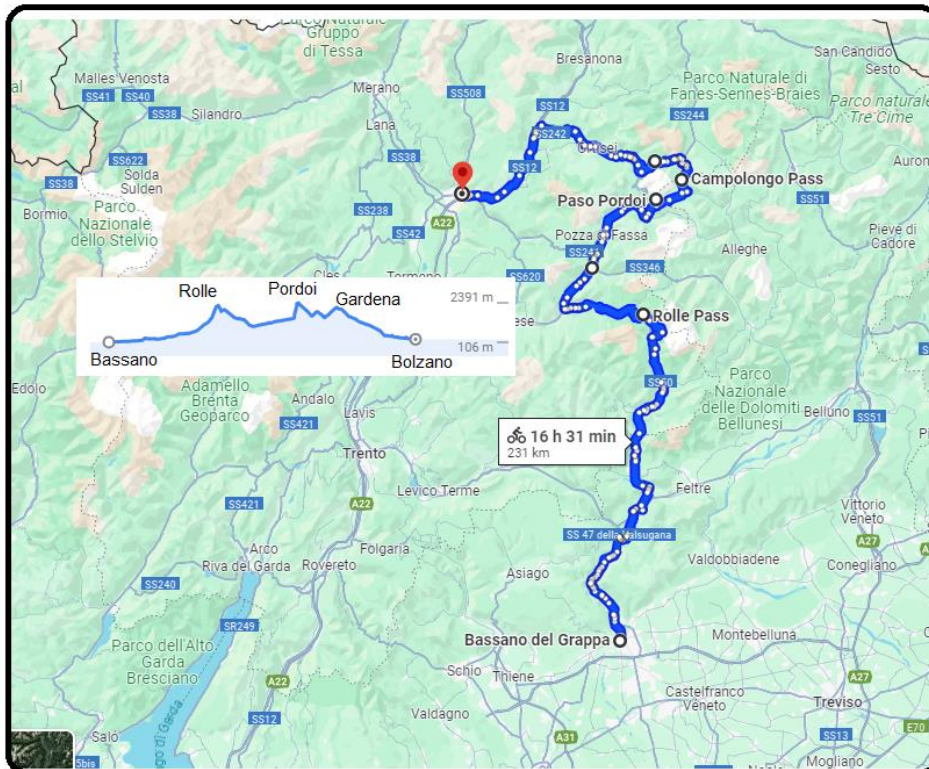 Parco Naturale
Gruppo
di Tessa
San Candido
Sesto
Bressanona
Malles Venosta
SS41
SS40
SS508
SS12
Parco Naturale di
Fanes-Sennes-Braies
Merano
SS38
Silandro
Lana
SS242
SS244
Parco naturale
Tre Cime
SS622
SS38
SS12
SS38
Solda
Sulden
Campolongo Pass
Auron
Bormio
SS238
Paso Pordoi
SS51
Parco
Nazionale
dello Stelvio
A22
SS42
Pozza di Fassa
Pieve di
Cadore
Cles
SS620
SS346
Alleghe
Rolle
Pordoi
Gardena
2391 m
Rolle Pass
106 m
Bassano
Bolzano
Edolo
Adamello
Brenta
Geoparco
Andalo
SS421
Lavis
SS50
Parco
Nazionale
delle Dolomiti
Bellunesi
Belluno
SS51
16 h 31 min
231 km
Trento
Levico Terme
A22
Feltre
SS421
Vittorio
Veneto
SS 47 della Valsugana
A27
Arco
Riva del Garda
Folgaria
Rovereto
Asiago
Valdobbiadene
Conegliano
SS240
SR249
Bassano del Grappa
Montebelluna
Parco dell'Alto
Garda
Bresciano
Schio
Thiene
A27
A22
Castelfranco
Veneto
Treviso
SS12
Valdagno
E70
Salò
A31
SS13
Mogliano
5bis